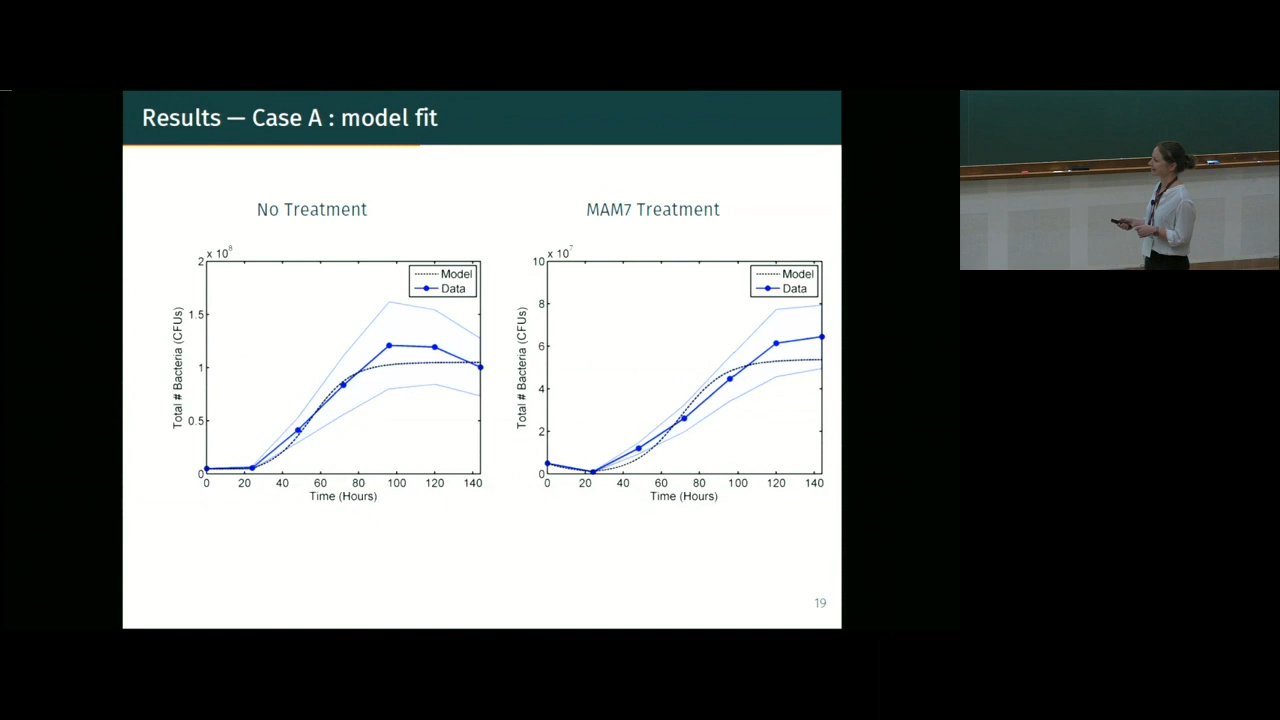 Results — Case A : model fit
No Treatment
MAM7 Treatment
x 10^8
2
1.5
1
0.5
0
0 20 40 60 80 100 120 140
Time (Hours)
Total # Bacteria (CFUs)
Model
Data
x 10^7
10
8
6
4
2
0
0 20 40 60 80 100 120 140
Time (Hours)
Total # Bacteria (CFUs)
Model
Data
19